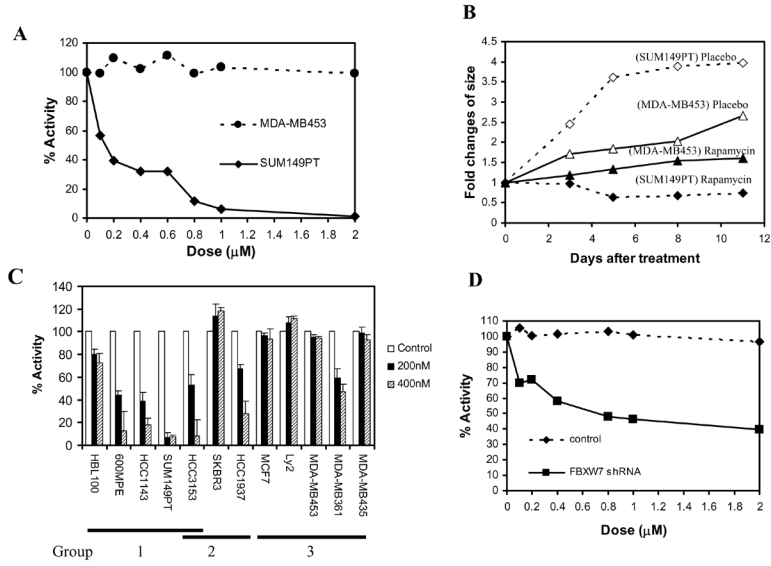 A
120
100
80
60
40
20
0
% Activity
0 0.2 0.4 0.6 0.8 1 1.2 1.4 1.6 1.8 2
Dose (μM)
MDA-MB453
SUM149PT
B
4.5
4
3.5
3
2.5
2
1.5
1
0.5
0
Fold changes of size
(SUM149PT) Placebo
(MDA-MB453) Placebo
(MDA-MB453) Rapamycin
(SUM149PT) Rapamycin
0 2 4 6 8 10 12
Days after treatment
C
140
120
100
80
60
40
20
0
% Activity
Control
200nM
400nM
HBL100
600MPE
HCC1143
SUM149PT
HCC3153
SKBR3
HCC1937
MCF7
Ly2
MDA-MB453
MDA-MB361
MDA-MB435
Group 1 2 3
D
110
100
90
80
70
60
50
40
30
20
10
0
% Activity
control
FBXW7 shRNA
0 0.2 0.4 0.6 0.8 1 1.2 1.4 1.6 1.8 2
Dose (μM)